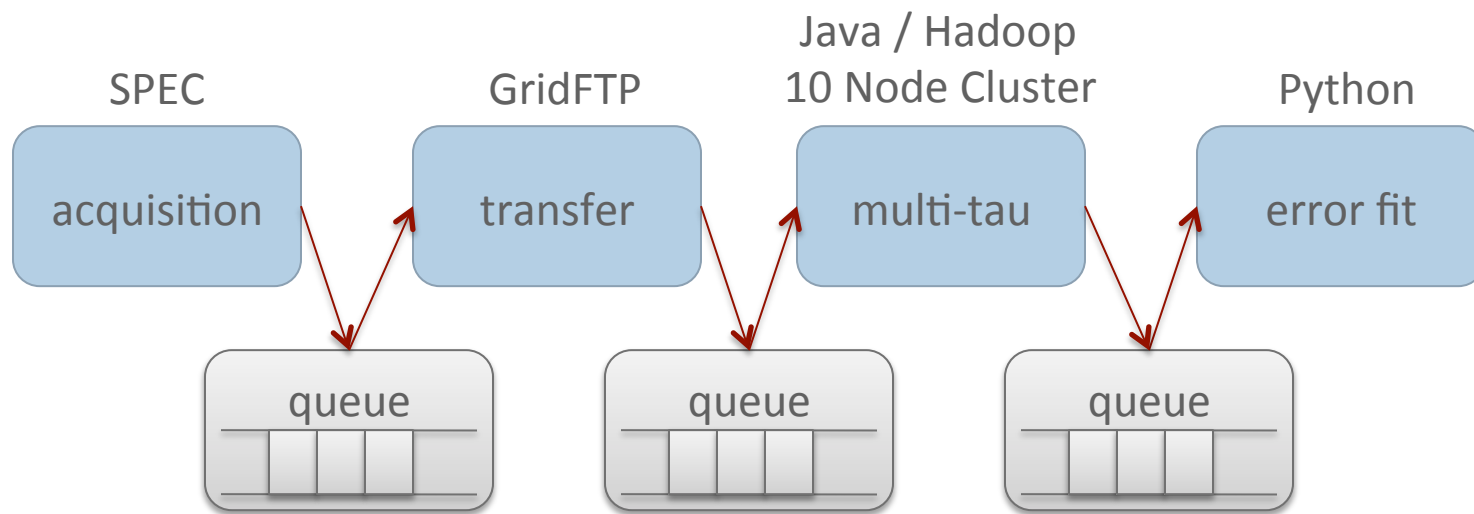 SPEC
GridFTP
Java / Hadoop
10 Node Cluster
Python
acquisition
transfer
multi-tau
error fit
queue
queue
queue